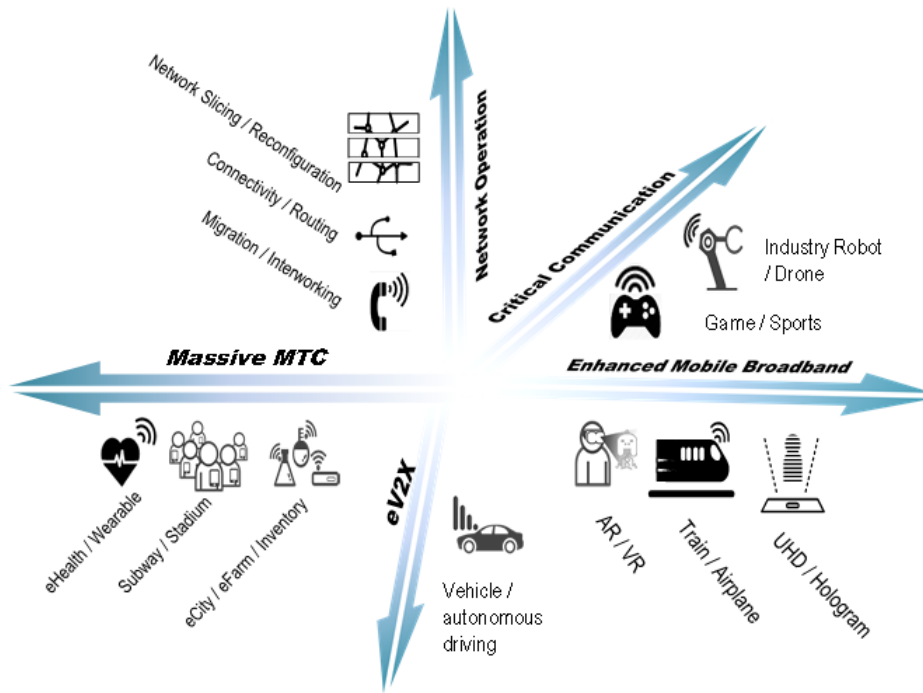 Network Slicing / Reconfiguration
Connectivity / Routing
Migration / Interworking
Network Operation
Critical Communication
Industry Robot
/ Drone
Game / Sports
Massive MTC
Enhanced Mobile Broadband
eHealth / Wearable
Subway / Stadium
eCity / eFarm / Inventory
eV2X
Vehicle /
autonomous
driving
AR / VR
Train / Airplane
UHD / Hologram